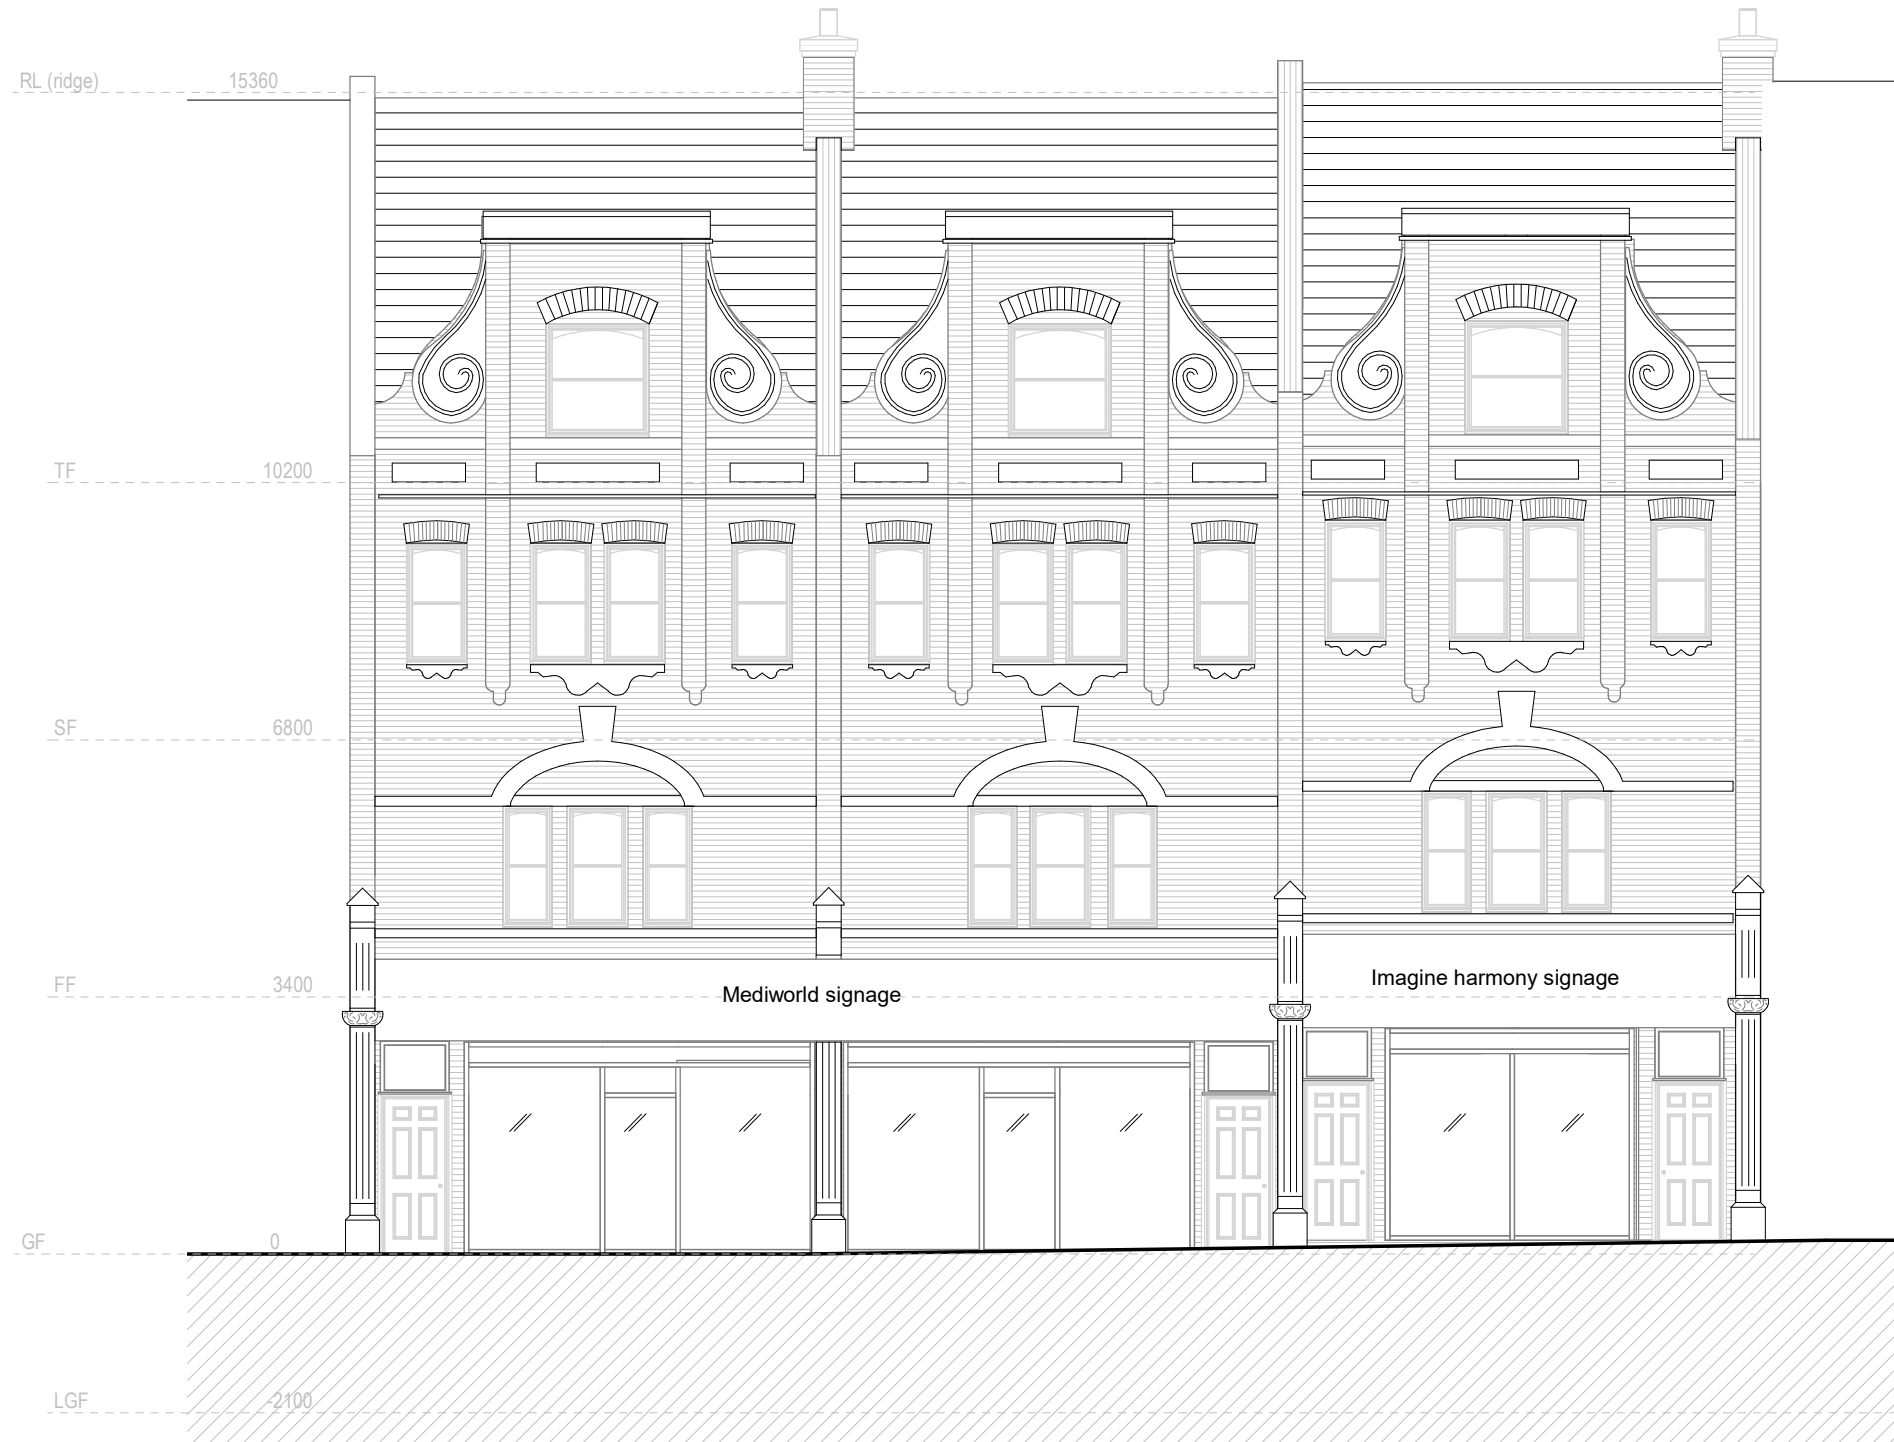 RL (ridge) 15360
TF 10200
SF 6800
FF 3400
Mediworld signage
Imagine harmony signage
GF 0
LGF -2100